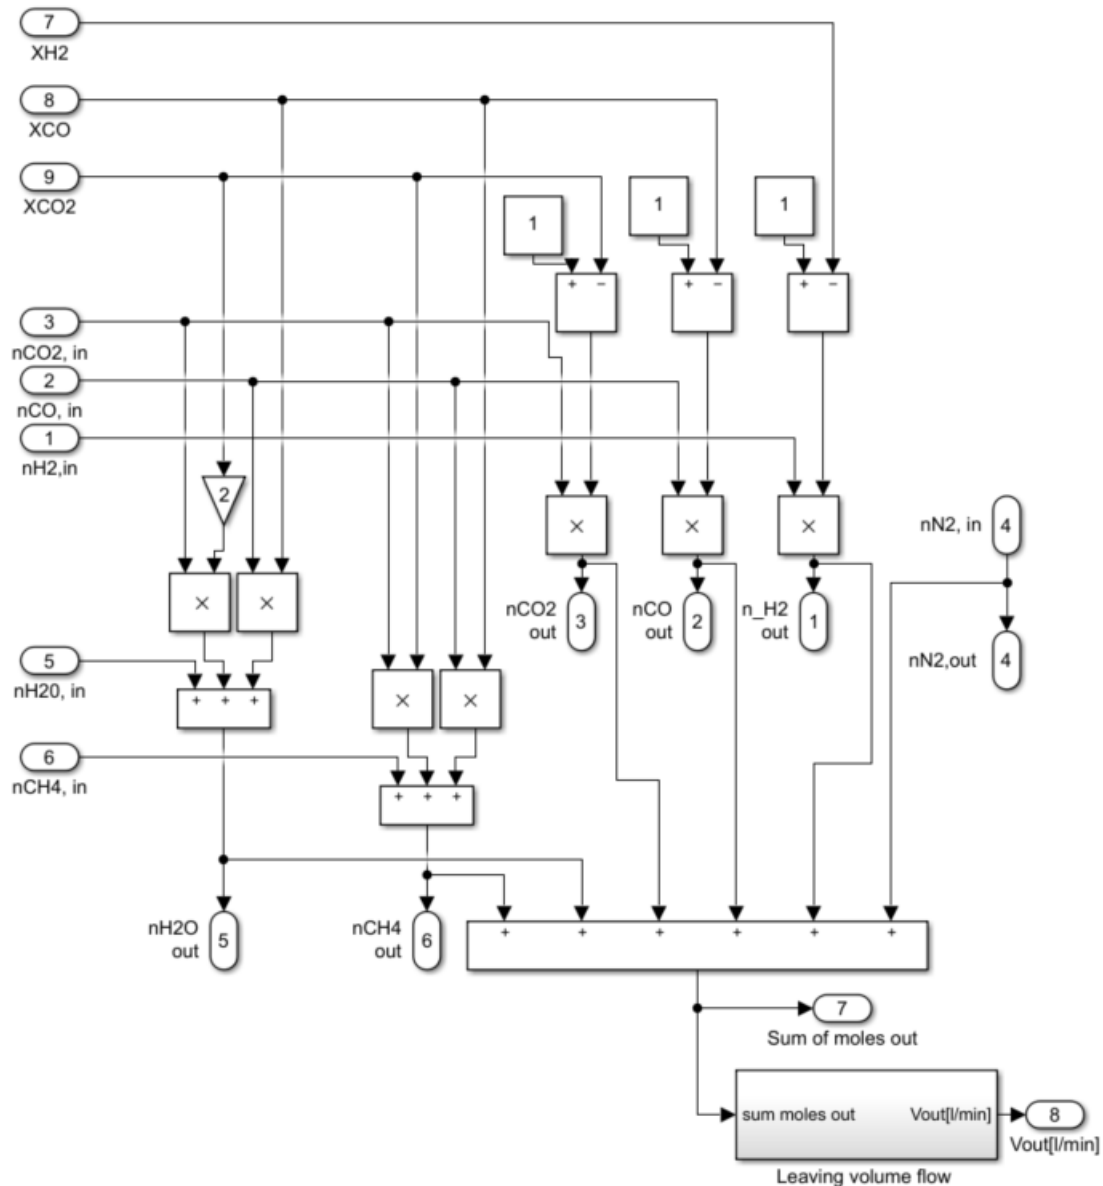 7
XH2
8
XCO
9
XCO2
1
1
1
+ −
+ −
+ −
3
nCO2, in
2
nCO, in
1
nH2,in
2
×
×
×
nN2, in
4
×
×
nCO2
out
3
nCO
out
2
n_H2
out
1
nN2,out
4
5
nH20, in
+ + +
×
×
6
nCH4, in
+ + +
nH2O
out
5
nCH4
out
6
+ + + + + +
7
Sum of moles out
sum moles out
Vout[l/min]
8
Vout[l/min]
Leaving volume flow